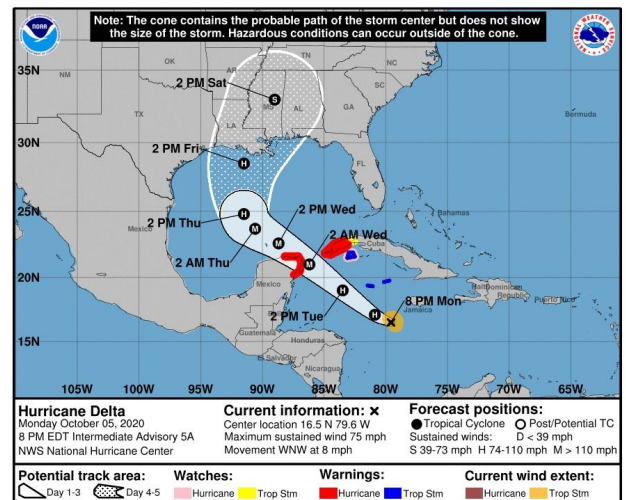 Note: The cone contains the probable path of the storm center but does not show
the size of the storm. Hazardous conditions can occur outside of the cone.
NOAA
NATIONAL WEATHER SERVICE
35N
30N
25N
20N
15N
NM
OK
AR
TN
NC
SC
TX
LA
MS
AL
GA
FL
Bermuda
2 PM Sat
S
2 PM Fri
H
2 PM Thu
H
2 PM Wed
M
2 AM Thu
M
2 AM Wed
M
2 PM Tue
H
H
8 PM Mon
Mexico
Mexico
Bahamas
Cuba
Jamaica
Haiti
Dominican
Republic
Puerto Rico
Guatemala
Honduras
El Salvador
Nicaragua
105W 100W 95W 90W 85W 80W 75W 70W 65W
Hurricane Delta
Monday October 05, 2020
8 PM EDT Intermediate Advisory 5A
NWS National Hurricane Center
Current information: ×
Center location 16.5 N 79.6 W
Maximum sustained wind 75 mph
Movement WNW at 8 mph
Forecast positions:
● Tropical Cyclone ○ Post/Potential TC
Sustained winds: D < 39 mph
S 39-73 mph H 74-110 mph M > 110 mph
Potential track area:
Day 1-3 Day 4-5
Watches:
Hurricane Trop Stm
Warnings:
Hurricane Trop Stm
Current wind extent:
Hurricane Trop Stm